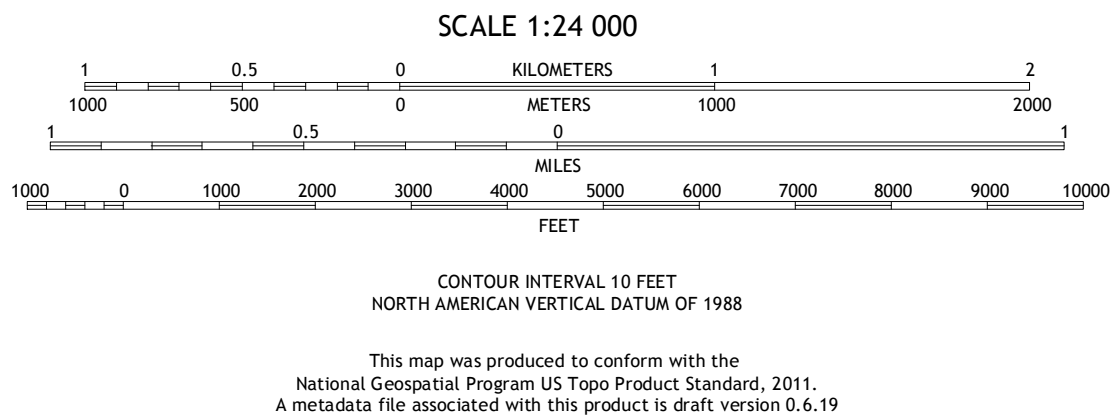 SCALE 1:24 000
1 0.5 0 KILOMETERS 1 2
1000 500 0 METERS 1000 2000
1 0.5 0 1
MILES
1000 0 1000 2000 3000 4000 5000 6000 7000 8000 9000 10000
FEET
CONTOUR INTERVAL 10 FEET
NORTH AMERICAN VERTICAL DATUM OF 1988
This map was produced to conform with the
National Geospatial Program US Topo Product Standard, 2011.
A metadata file associated with this product is draft version 0.6.19